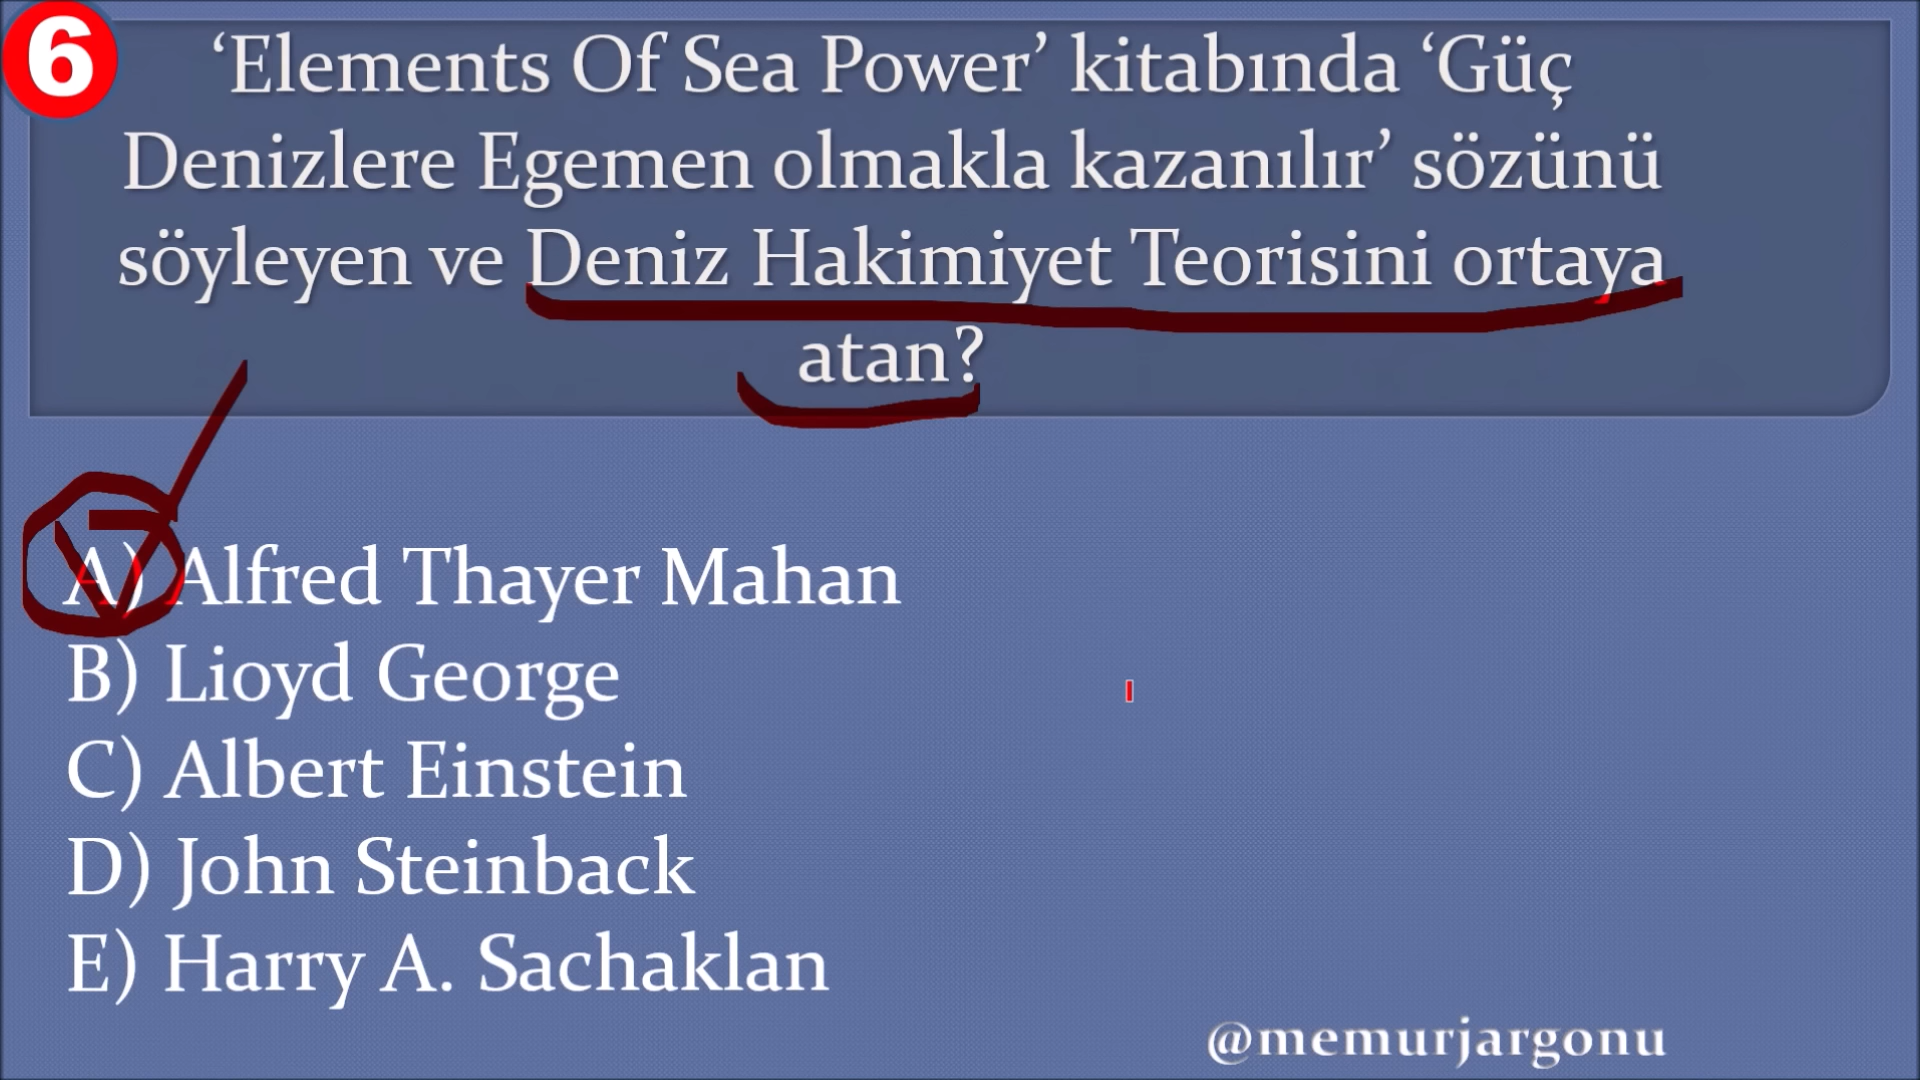 6
‘Elements Of Sea Power’ kitabında ‘Güç
Denizlere Egemen olmakla kazanılır’ sözünü
söyleyen ve Deniz Hakimiyet Teorisini ortaya
atan?
A) Alfred Thayer Mahan
B) Lioyd George
C) Albert Einstein
D) John Steinback
E) Harry A. Sachaklan
@memurjargonu